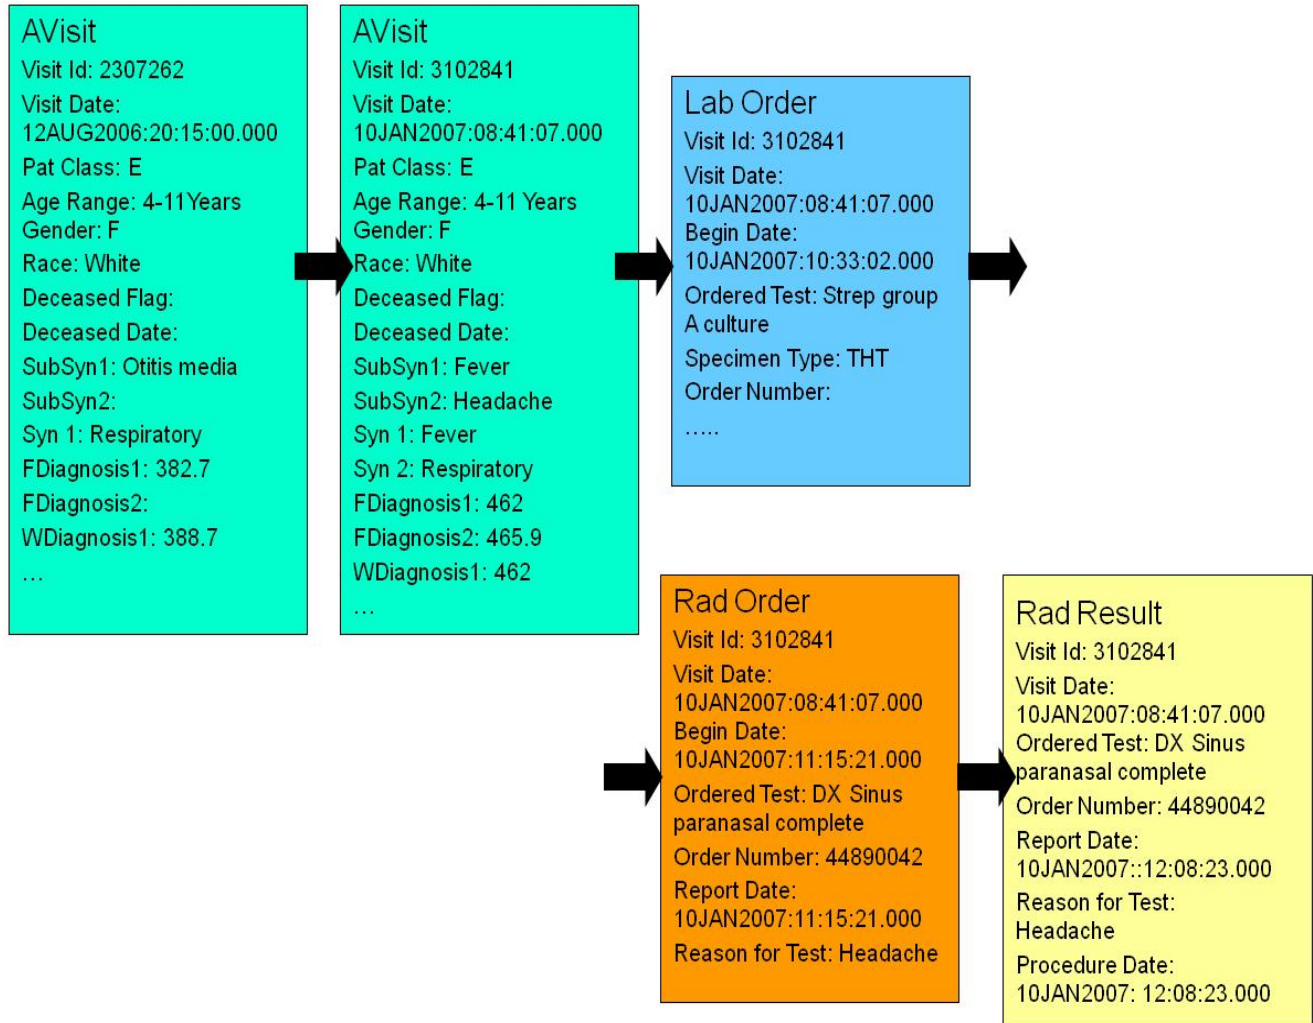 AVisit
Visit Id: 2307262
Visit Date:
12AUG2006:20:15:00.000
Pat Class: E
Age Range: 4-11Years
Gender: F
Race: White
Deceased Flag:
Deceased Date:
SubSyn1: Otitis media
SubSyn2:
Syn 1: Respiratory
FDiagnosis1: 382.7
FDiagnosis2:
WDiagnosis1: 388.7
...
AVisit
Visit Id: 3102841
Visit Date:
10JAN2007:08:41:07.000
Pat Class: E
Age Range: 4-11 Years
Gender: F
Race: White
Deceased Flag:
Deceased Date:
SubSyn1: Fever
SubSyn2: Headache
Syn 1: Fever
Syn 2: Respiratory
FDiagnosis1: 462
FDiagnosis2: 465.9
WDiagnosis1: 462
...
Lab Order
Visit Id: 3102841
Visit Date:
10JAN2007:08:41:07.000
Begin Date:
10JAN2007:10:33:02.000
Ordered Test: Strep group
A culture
Specimen Type: THT
Order Number:
.....
Rad Order
Visit Id: 3102841
Visit Date:
10JAN2007:08:41:07.000
Begin Date:
10JAN2007:11:15:21.000
Ordered Test: DX Sinus
paranasal complete
Order Number: 44890042
Report Date:
10JAN2007:11:15:21.000
Reason for Test: Headache
Rad Result
Visit Id: 3102841
Visit Date:
10JAN2007:08:41:07.000
Ordered Test: DX Sinus
paranasal complete
Order Number: 44890042
Report Date:
10JAN2007::12:08:23.000
Reason for Test:
Headache
Procedure Date:
10JAN2007: 12:08:23.000